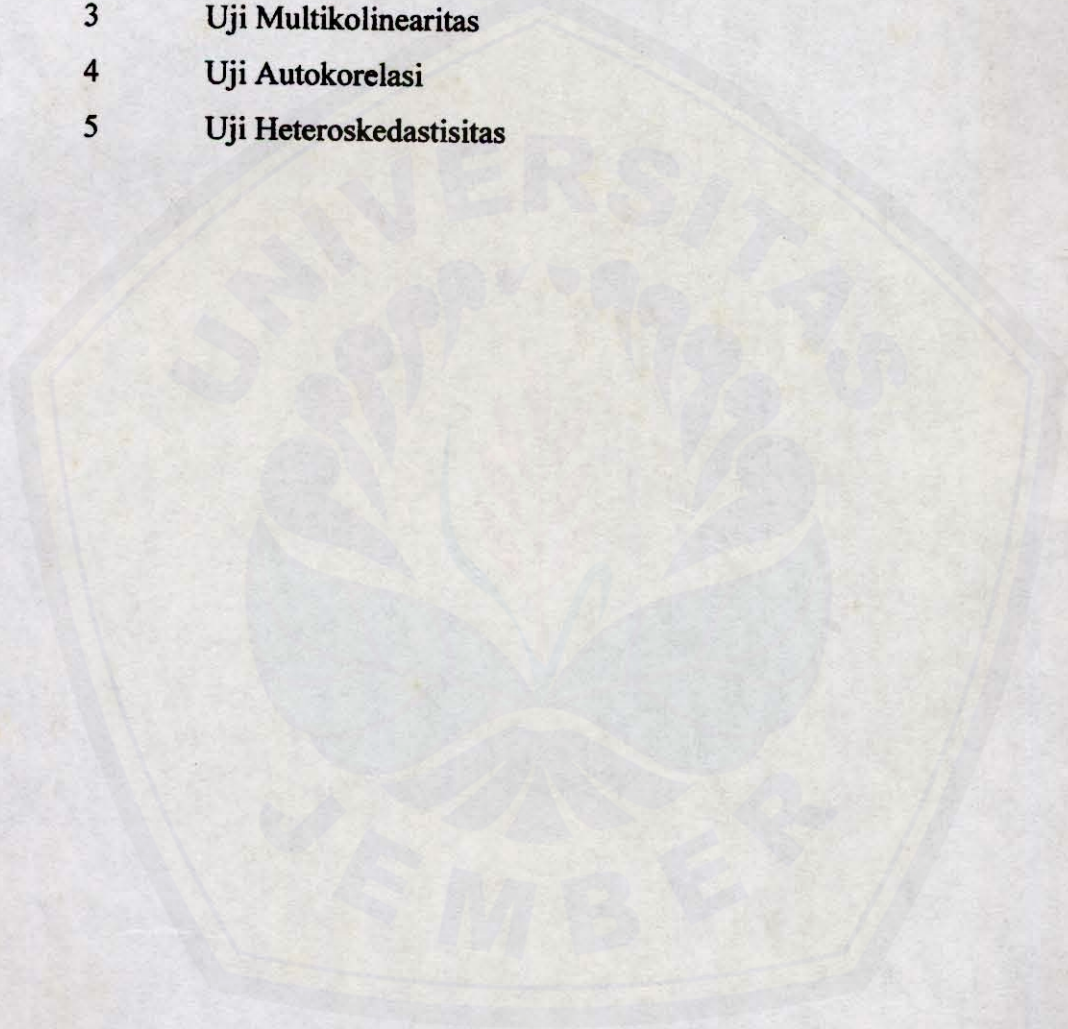 3 Uji Multikolinearitas
4 Uji Autokorelasi
5 Uji Heteroskedastisitas
UNIVERSITAS
JEMBER